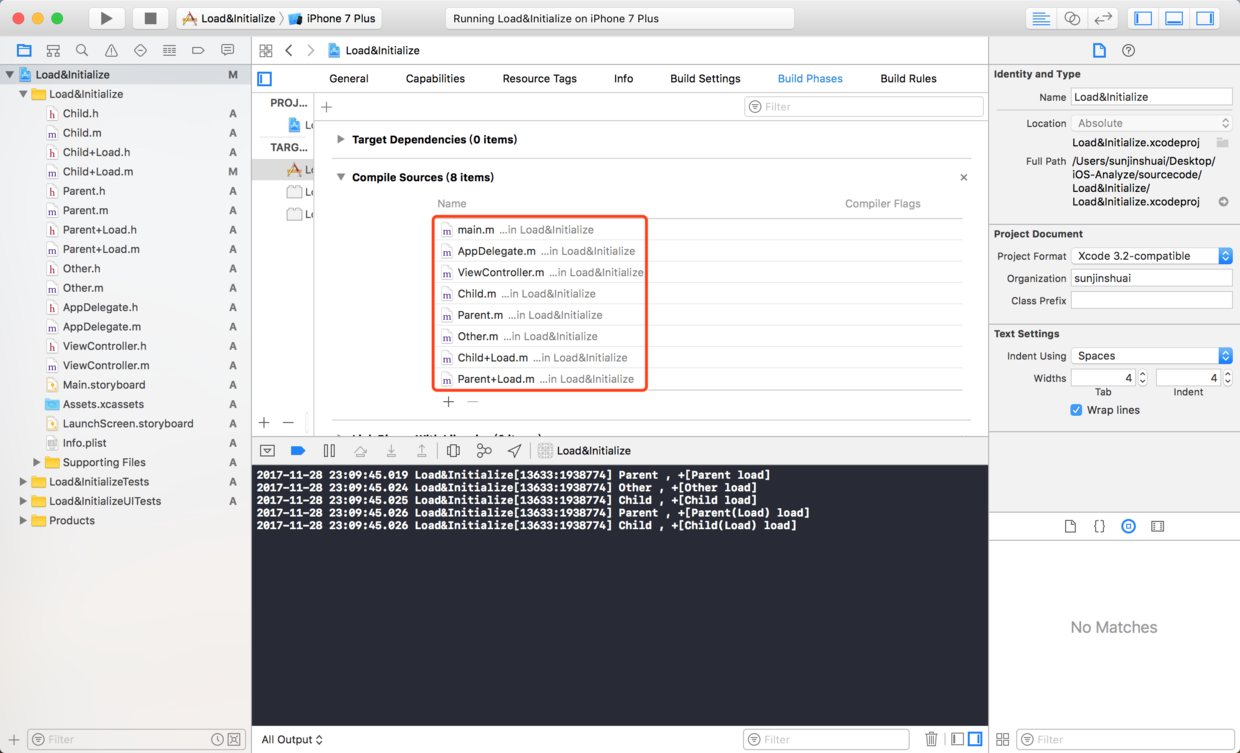 Load&Initialize
iPhone 7 Plus
Running Load&Initialize on iPhone 7 Plus
Load&Initialize M
Load&Initialize
Child.h A
Child.m A
Child+Load.h A
Child+Load.m M
Parent.h A
Parent.m A
Parent+Load.h A
Parent+Load.m A
Other.h A
Other.m A
AppDelegate.h A
AppDelegate.m A
ViewController.h A
ViewController.m A
Main.storyboard A
Assets.xcassets A
LaunchScreen.storyboard A
Info.plist A
Supporting Files A
Load&InitializeTests A
Load&InitializeUITests A
Products
Filter
Load&Initialize
General Capabilities Resource Tags Info Build Settings Build Phases Build Rules
PROJ...
TARG...
Filter
Target Dependencies (0 items)
Compile Sources (8 items)
Name Compiler Flags
main.m ...in Load&Initialize
AppDelegate.m ...in Load&Initialize
ViewController.m ...in Load&Initialize
Child.m ...in Load&Initialize
Parent.m ...in Load&Initialize
Other.m ...in Load&Initialize
Child+Load.m ...in Load&Initialize
Parent+Load.m ...in Load&Initialize
Load&Initialize
2017-11-28 23:09:45.019 Load&Initialize[13633:1938774] Parent , +[Parent load]
2017-11-28 23:09:45.024 Load&Initialize[13633:1938774] Other , +[Other load]
2017-11-28 23:09:45.025 Load&Initialize[13633:1938774] Child , +[Child load]
2017-11-28 23:09:45.026 Load&Initialize[13633:1938774] Parent , +[Parent(Load) load]
2017-11-28 23:09:45.026 Load&Initialize[13633:1938774] Child , +[Child(Load) load]
All Output
Filter
Identity and Type
Name Load&Initialize
Location Absolute
Load&Initialize.xcodeproj
Full Path /Users/sunjinshuai/Desktop/
iOS-Analyze/sourcecode/
Load&Initialize/
Load&Initialize.xcodeproj
Project Document
Project Format Xcode 3.2-compatible
Organization sunjinshuai
Class Prefix
Text Settings
Indent Using Spaces
Widths 4 4
Tab Indent
Wrap lines
No Matches
Filter